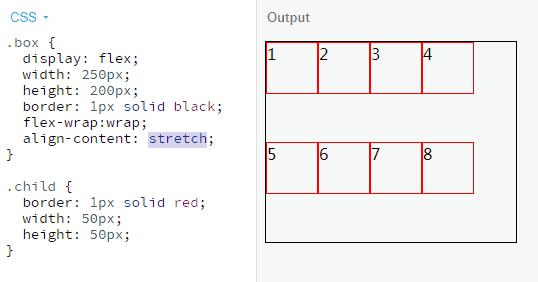 CSS Output
.box {
display: flex;
width: 250px;
height: 200px;
border: 1px solid black;
flex-wrap:wrap;
align-content: stretch;
}
.child {
border: 1px solid red;
width: 50px;
height: 50px;
}
1 2 3 4
5 6 7 8